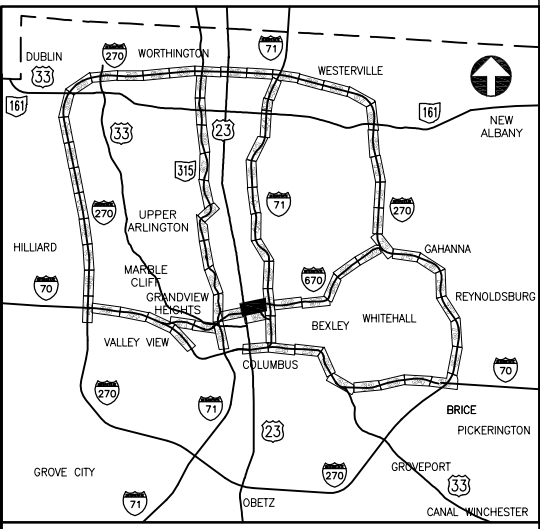 71
270
WORTHINGTON
DUBLIN
33
WESTERVILLE
161
161
NEW
ALBANY
33
23
315
71
270
270
UPPER
ARLINGTON
HILLIARD
GAHANNA
MARBLE
CLIFF
70
670
GRANDVIEW
HEIGHTS
REYNOLDSBURG
BEXLEY
WHITEHALL
VALLEY VIEW
COLUMBUS
70
270
71
BRICE
PICKERINGTON
23
GROVE CITY
270
GROVEPORT
33
71
OBETZ
CANAL WINCHESTER